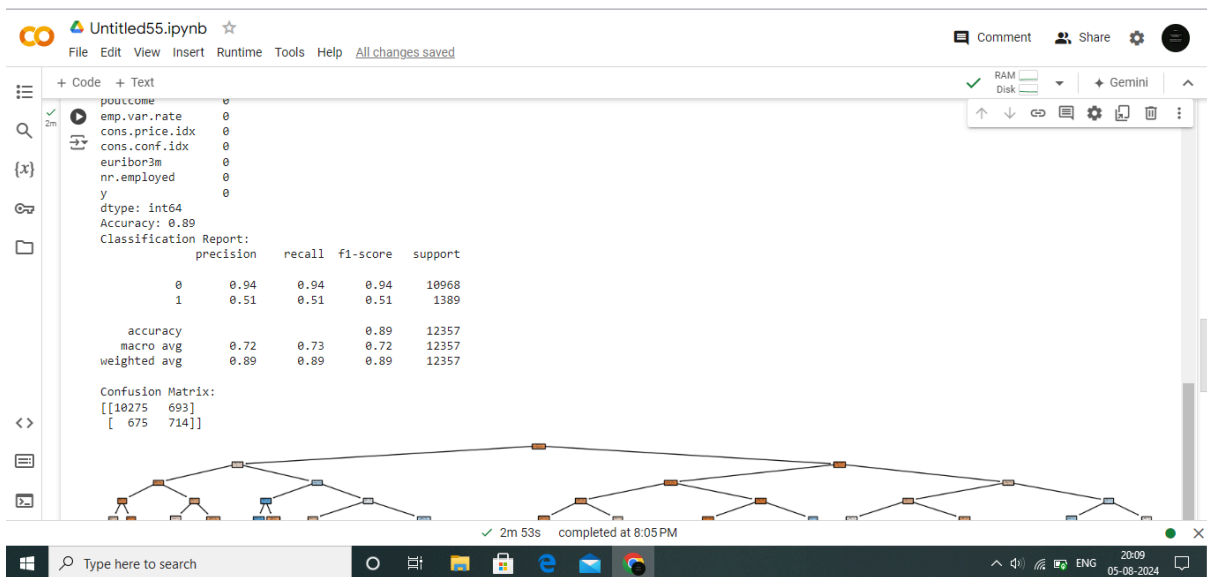 Untitled55.ipynb
File Edit View Insert Runtime Tools Help All changes saved
Comment Share
+ Code + Text
RAM
Disk
Gemini
2m
poutcome 0
emp.var.rate 0
cons.price.idx 0
cons.conf.idx 0
euribor3m 0
nr.employed 0
y 0
dtype: int64
Accuracy: 0.89
Classification Report:
precision recall f1-score support
0 0.94 0.94 0.94 10968
1 0.51 0.51 0.51 1389
accuracy 0.89 12357
macro avg 0.72 0.73 0.72 12357
weighted avg 0.89 0.89 0.89 12357
Confusion Matrix:
[[10275 693]
[ 675 714]]
2m 53s completed at 8:05 PM
Type here to search
ENG
20:09
05-08-2024